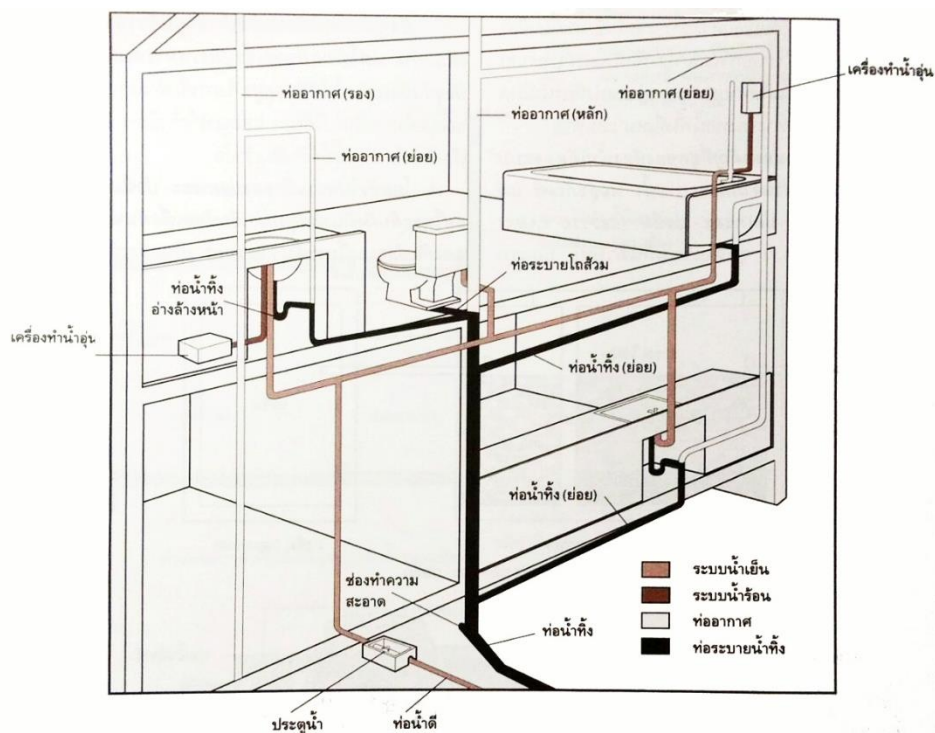 เครื่องทำน้ำอุ่น
ท่ออากาศ (รอง)
ท่ออากาศ (ย่อย)
ท่ออากาศ (หลัก)
ท่ออากาศ (ย่อย)
ท่อระบายโถส้วม
ท่อน้ำทิ้ง
อ่างล้างหน้า
เครื่องทำน้ำอุ่น
ท่อน้ำทิ้ง (ย่อย)
ท่อน้ำทิ้ง (ย่อย)
ช่องทำความ
สะอาด
ท่อน้ำทิ้ง
ระบบน้ำเย็น
ระบบน้ำร้อน
ท่ออากาศ
ท่อระบายน้ำทิ้ง
ประตูน้ำ
ท่อน้ำดี